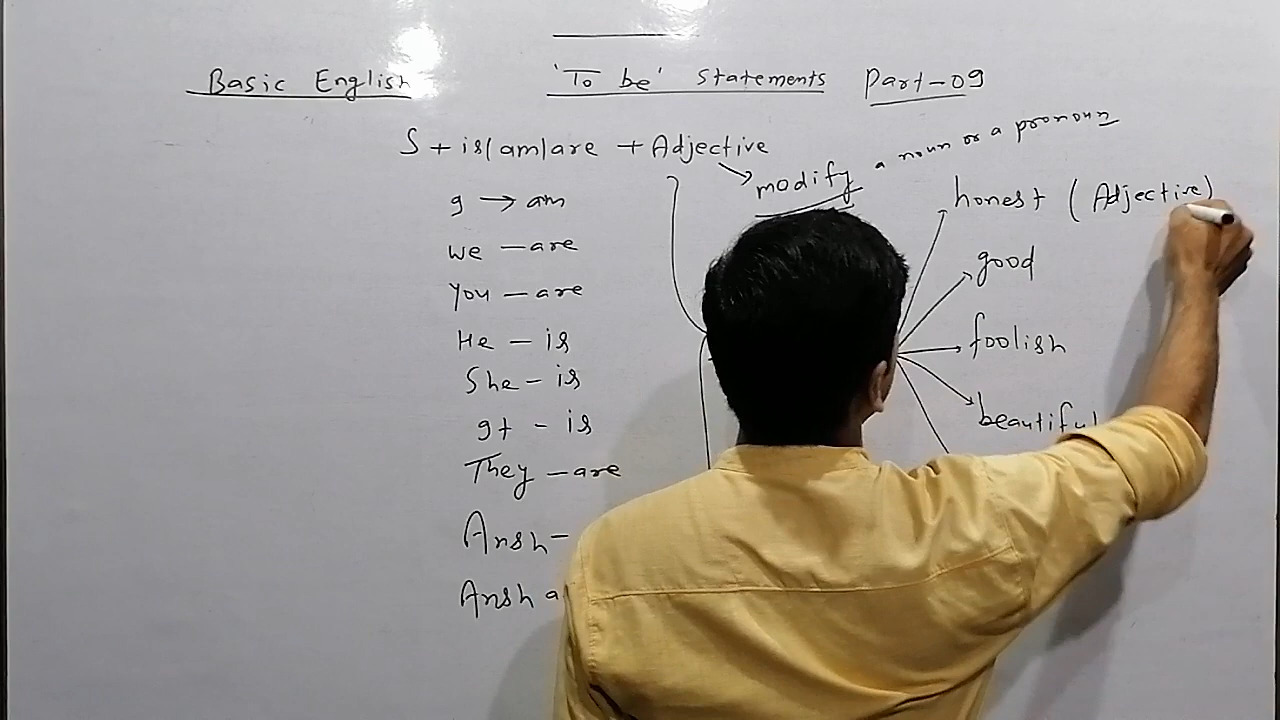 Basic English 'To be' Statements Part-09
S + is/am/are + Adjective
modify a noun or a pronoun
I → am
We - are
You - are
He - is
She - is
It - is
They - are
Ansh -
Ansh a
honest (Adjective)
good
foolish
beautiful